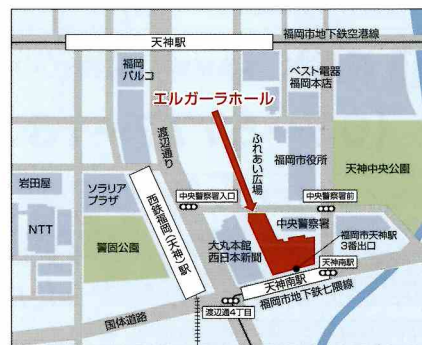 福岡市地下鉄空港線
天神駅
福岡
パルコ
ベスト電器
福岡本店
エルガーラホール
渡辺通り
ふれあい広場
福岡市役所
天神中央公園
岩田屋
ソラリア
プラザ
西鉄福岡(天神)駅
中央警察署入口
中央警察署前
NTT
警固公園
中央警察署
大丸本館
西日本新聞
福岡市天神駅
3番出口
天神南駅
天神南駅
福岡市地下鉄七隈線
渡辺通4丁目
国体道路